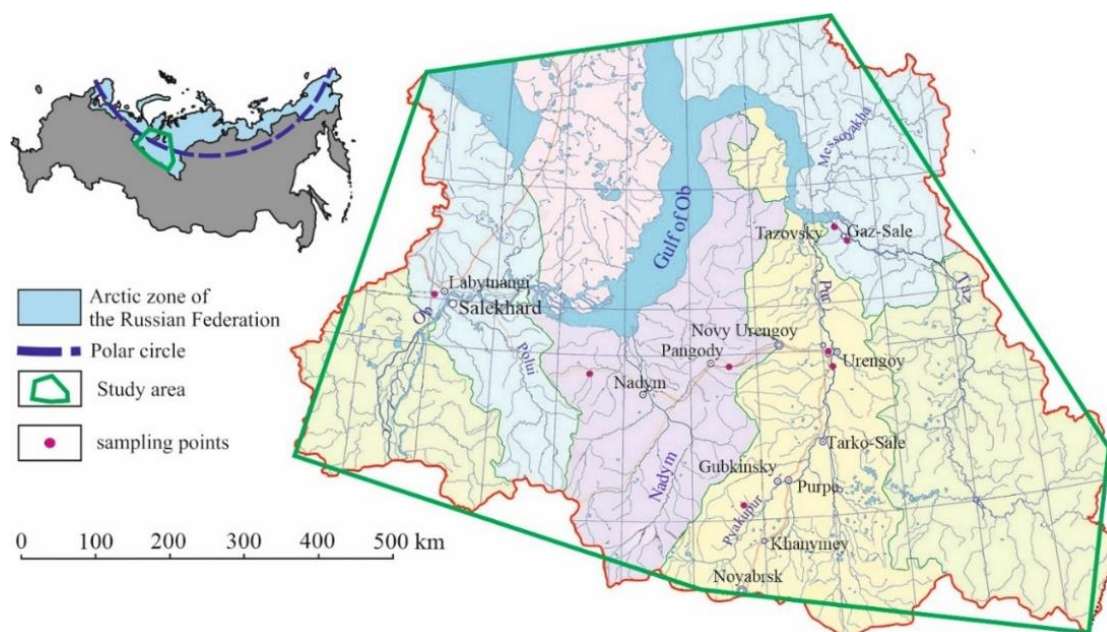 Arctic zone of
the Russian Federation
Polar circle
Study area
sampling points
0 100 200 300 400 500 km
Messoyakha
Gulf of Ob
Tazovsky
Gaz-Sale
Taz
Pur
Labytnangi
Salekhard
Ob
Polui
Novy Urengoy
Pangody
Urengoy
Nadym
Tarko-Sale
Gubkinsky
Purpe
Nadym
Pyakupur
Khanymey
Noyabrsk